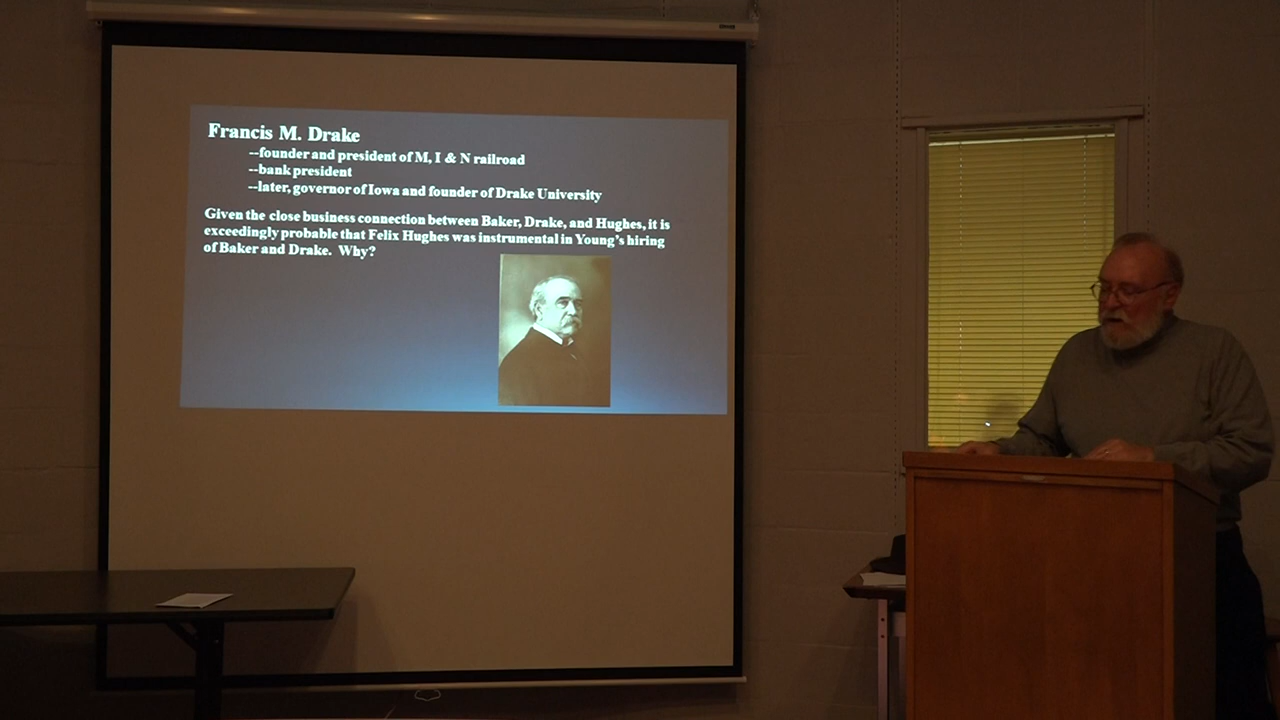 Francis M. Drake
--founder and president of M, I & N railroad
--bank president
--later, governor of Iowa and founder of Drake University
Given the close business connection between Baker, Drake, and Hughes, it is
exceedingly probable that Felix Hughes was instrumental in Young's hiring
of Baker and Drake. Why?